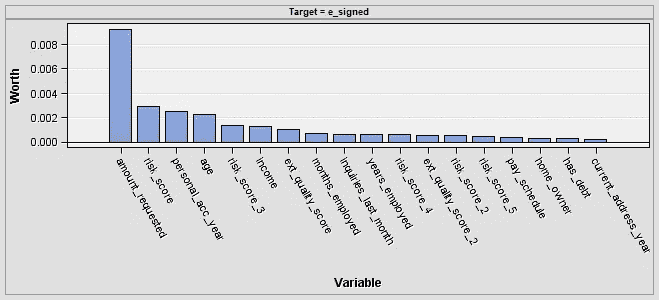 Target = e_signed
Worth
0.008
0.006
0.004
0.002
0.000
amount_requested
risk_score
personal_acc_year
age
risk_score_3
income
ext_quality_score
months_employed
inquiries_last_month
years_employed
risk_score_4
ext_quality_score_2
risk_score_2
risk_score_5
pay_schedule
home_owner
has_debt
current_address_year
Variable